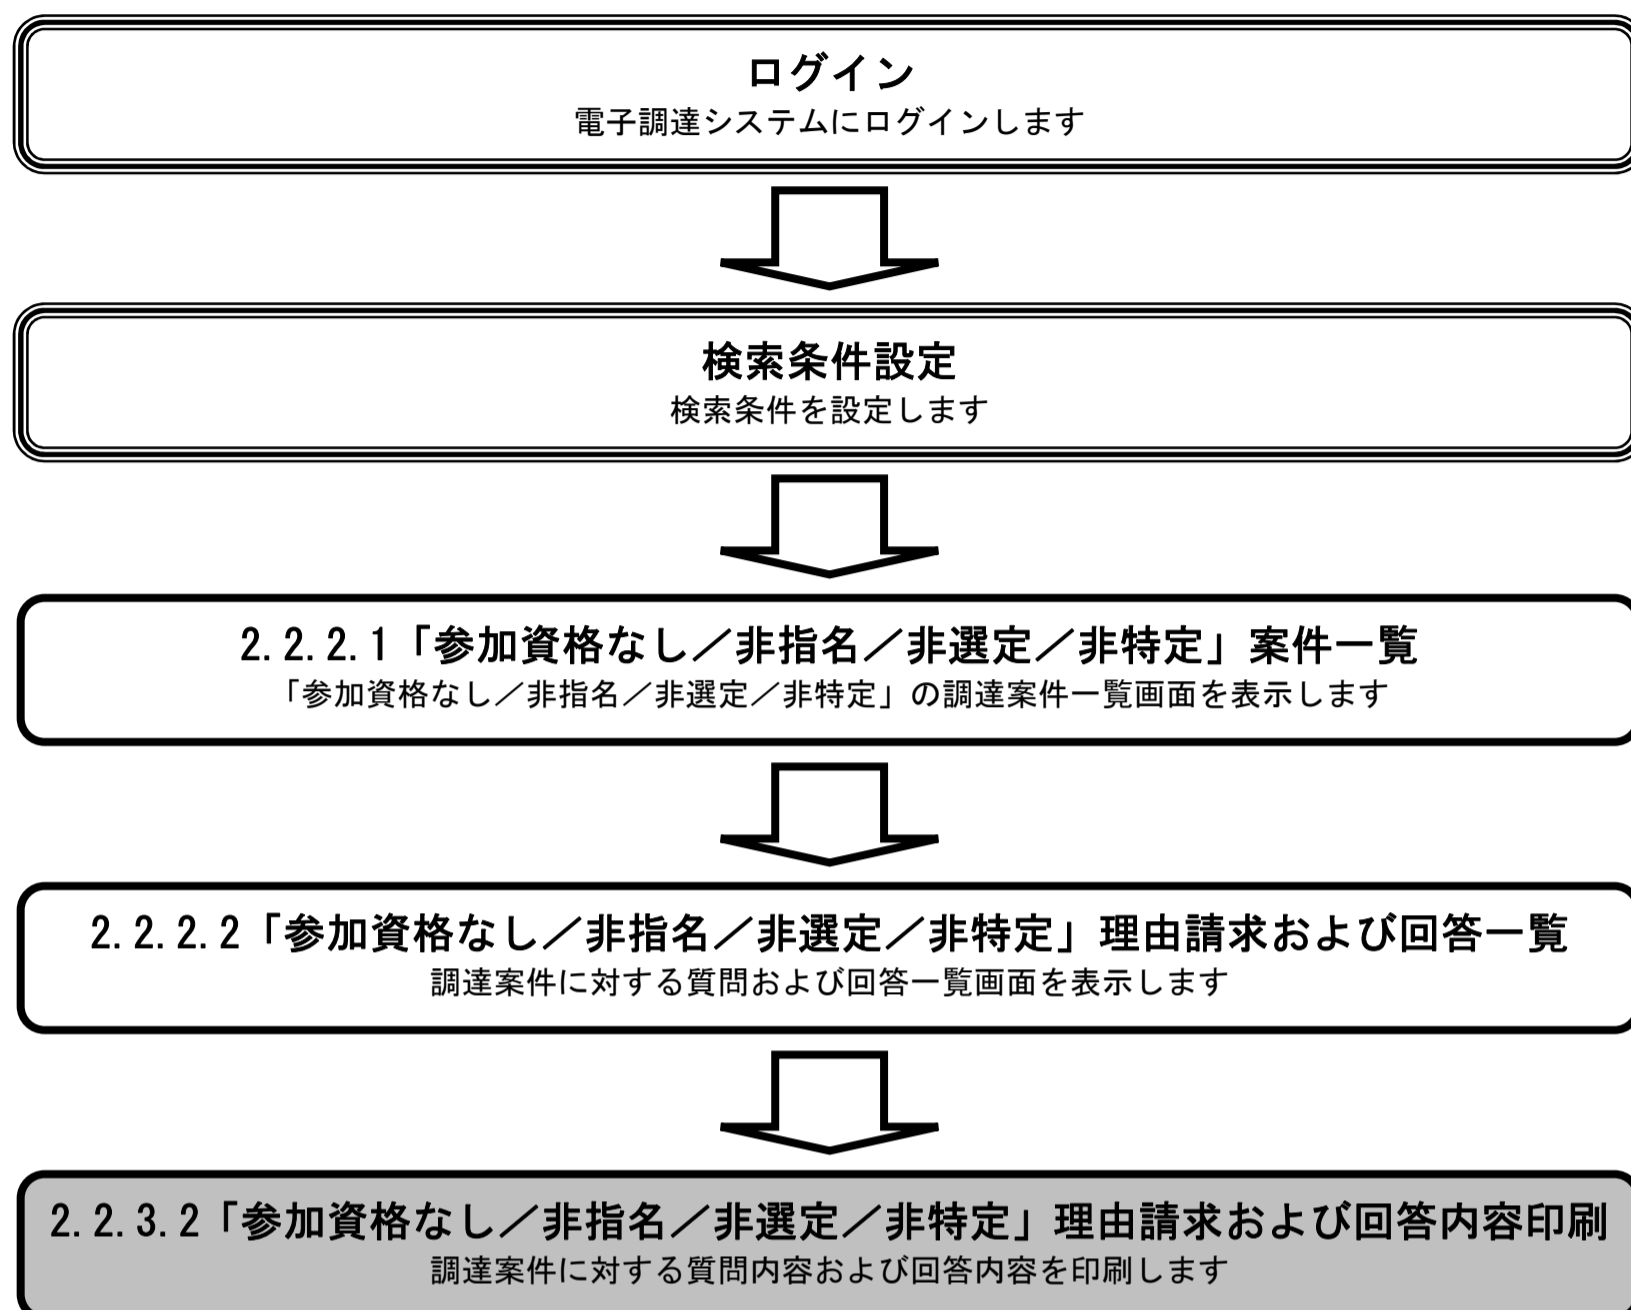 ログイン
電子調達システムにログインします
検索条件設定
検索条件を設定します
2.2.2.1「参加資格なし／非指名／非選定／非特定」案件一覧
「参加資格なし／非指名／非選定／非特定」の調達案件一覧画面を表示します
2.2.2.2「参加資格なし／非指名／非選定／非特定」理由請求および回答一覧
調達案件に対する質問および回答一覧画面を表示します
2.2.3.2「参加資格なし／非指名／非選定／非特定」理由請求および回答内容印刷
調達案件に対する質問内容および回答内容を印刷します